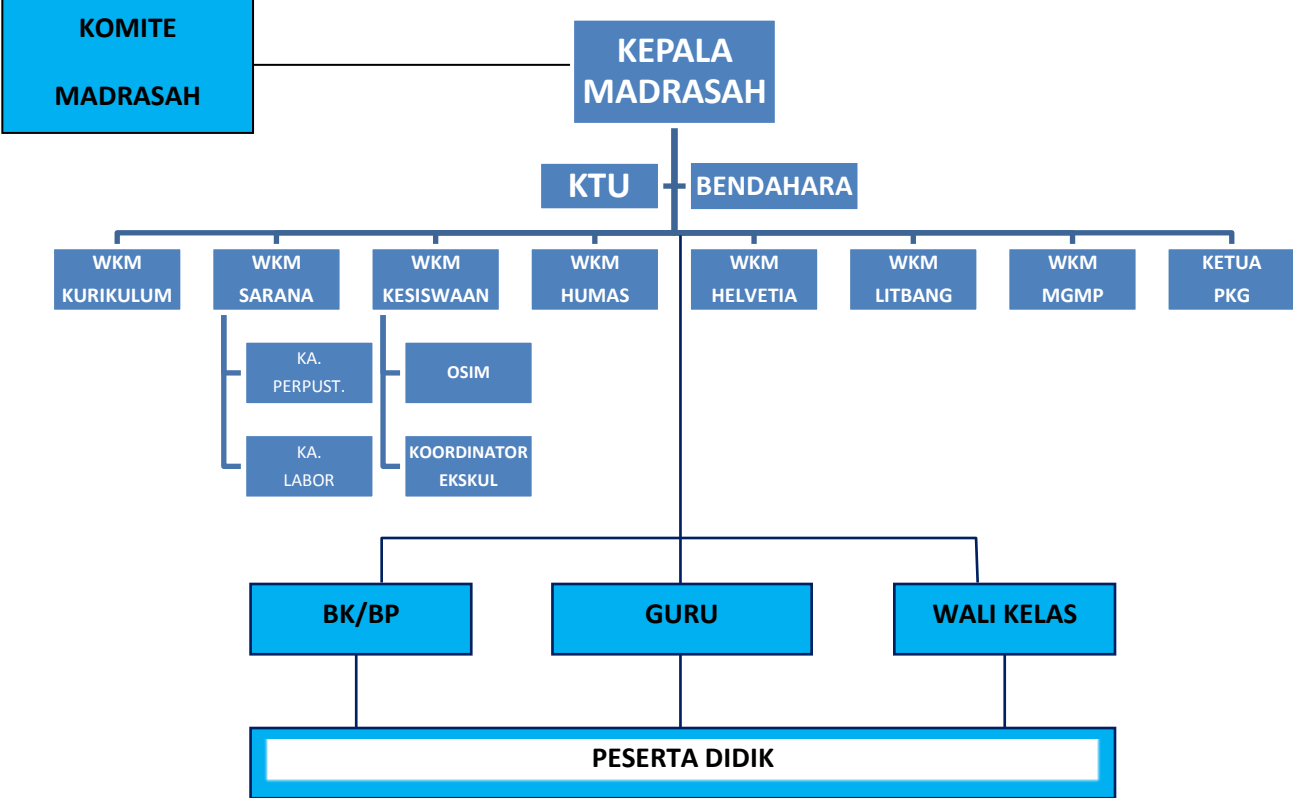 KOMITE
MADRASAH
KEPALA
MADRASAH
KTU
BENDAHARA
WKM
KURIKULUM
WKM
SARANA
WKM
KESISWAAN
WKM
HUMAS
WKM
HELVETIA
WKM
LITBANG
WKM
MGMP
KETUA
PKG
KA.
PERPUST.
OSIM
KA.
LABOR
KOORDINATOR
EKSKUL
BK/BP
GURU
WALI KELAS
PESERTA DIDIK